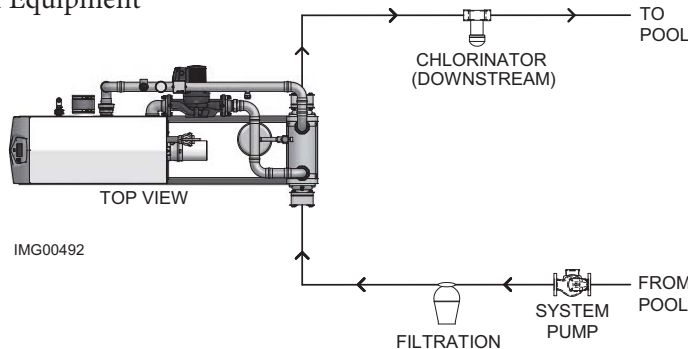 Equipment
TO
POOL
CHLORINATOR
(DOWNSTREAM)
TOP VIEW
IMG00492
FROM
POOL
SYSTEM
PUMP
FILTRATION